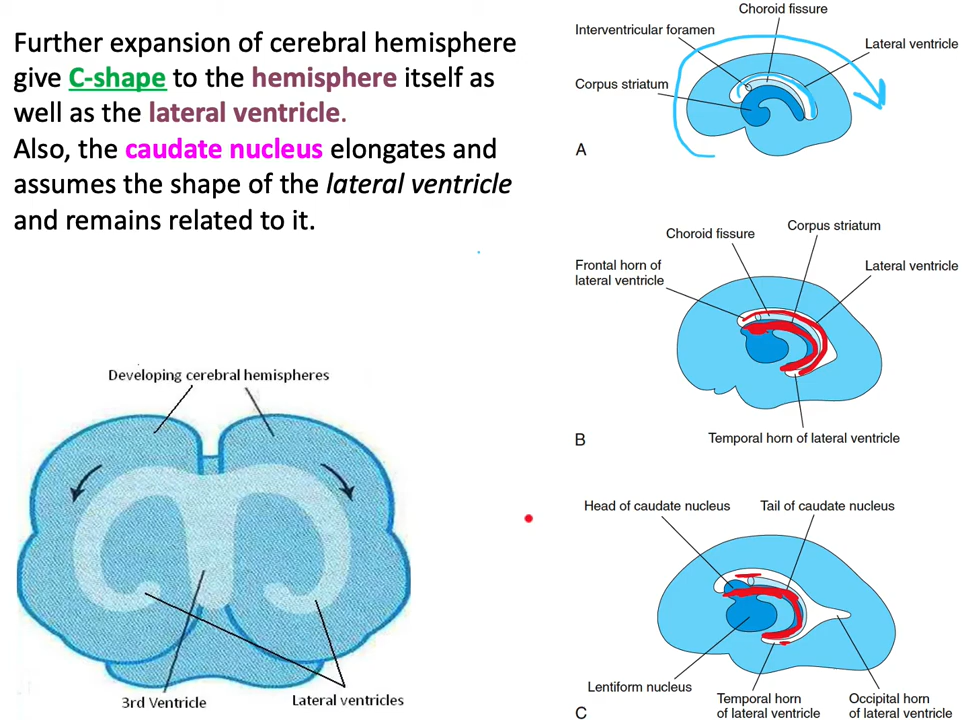 Further expansion of cerebral hemisphere
give C-shape to the hemisphere itself as
well as the lateral ventricle.
Also, the caudate nucleus elongates and
assumes the shape of the lateral ventricle
and remains related to it.
Choroid fissure
Interventricular foramen
Lateral ventricle
Corpus striatum
A
Choroid fissure
Corpus striatum
Frontal horn of
lateral ventricle
Lateral ventricle
Temporal horn of lateral ventricle
B
Developing cerebral hemispheres
3rd Ventricle
Lateral ventricles
Head of caudate nucleus
Tail of caudate nucleus
Lentiform nucleus
Temporal horn
of lateral ventricle
Occipital horn
of lateral ventricle
C